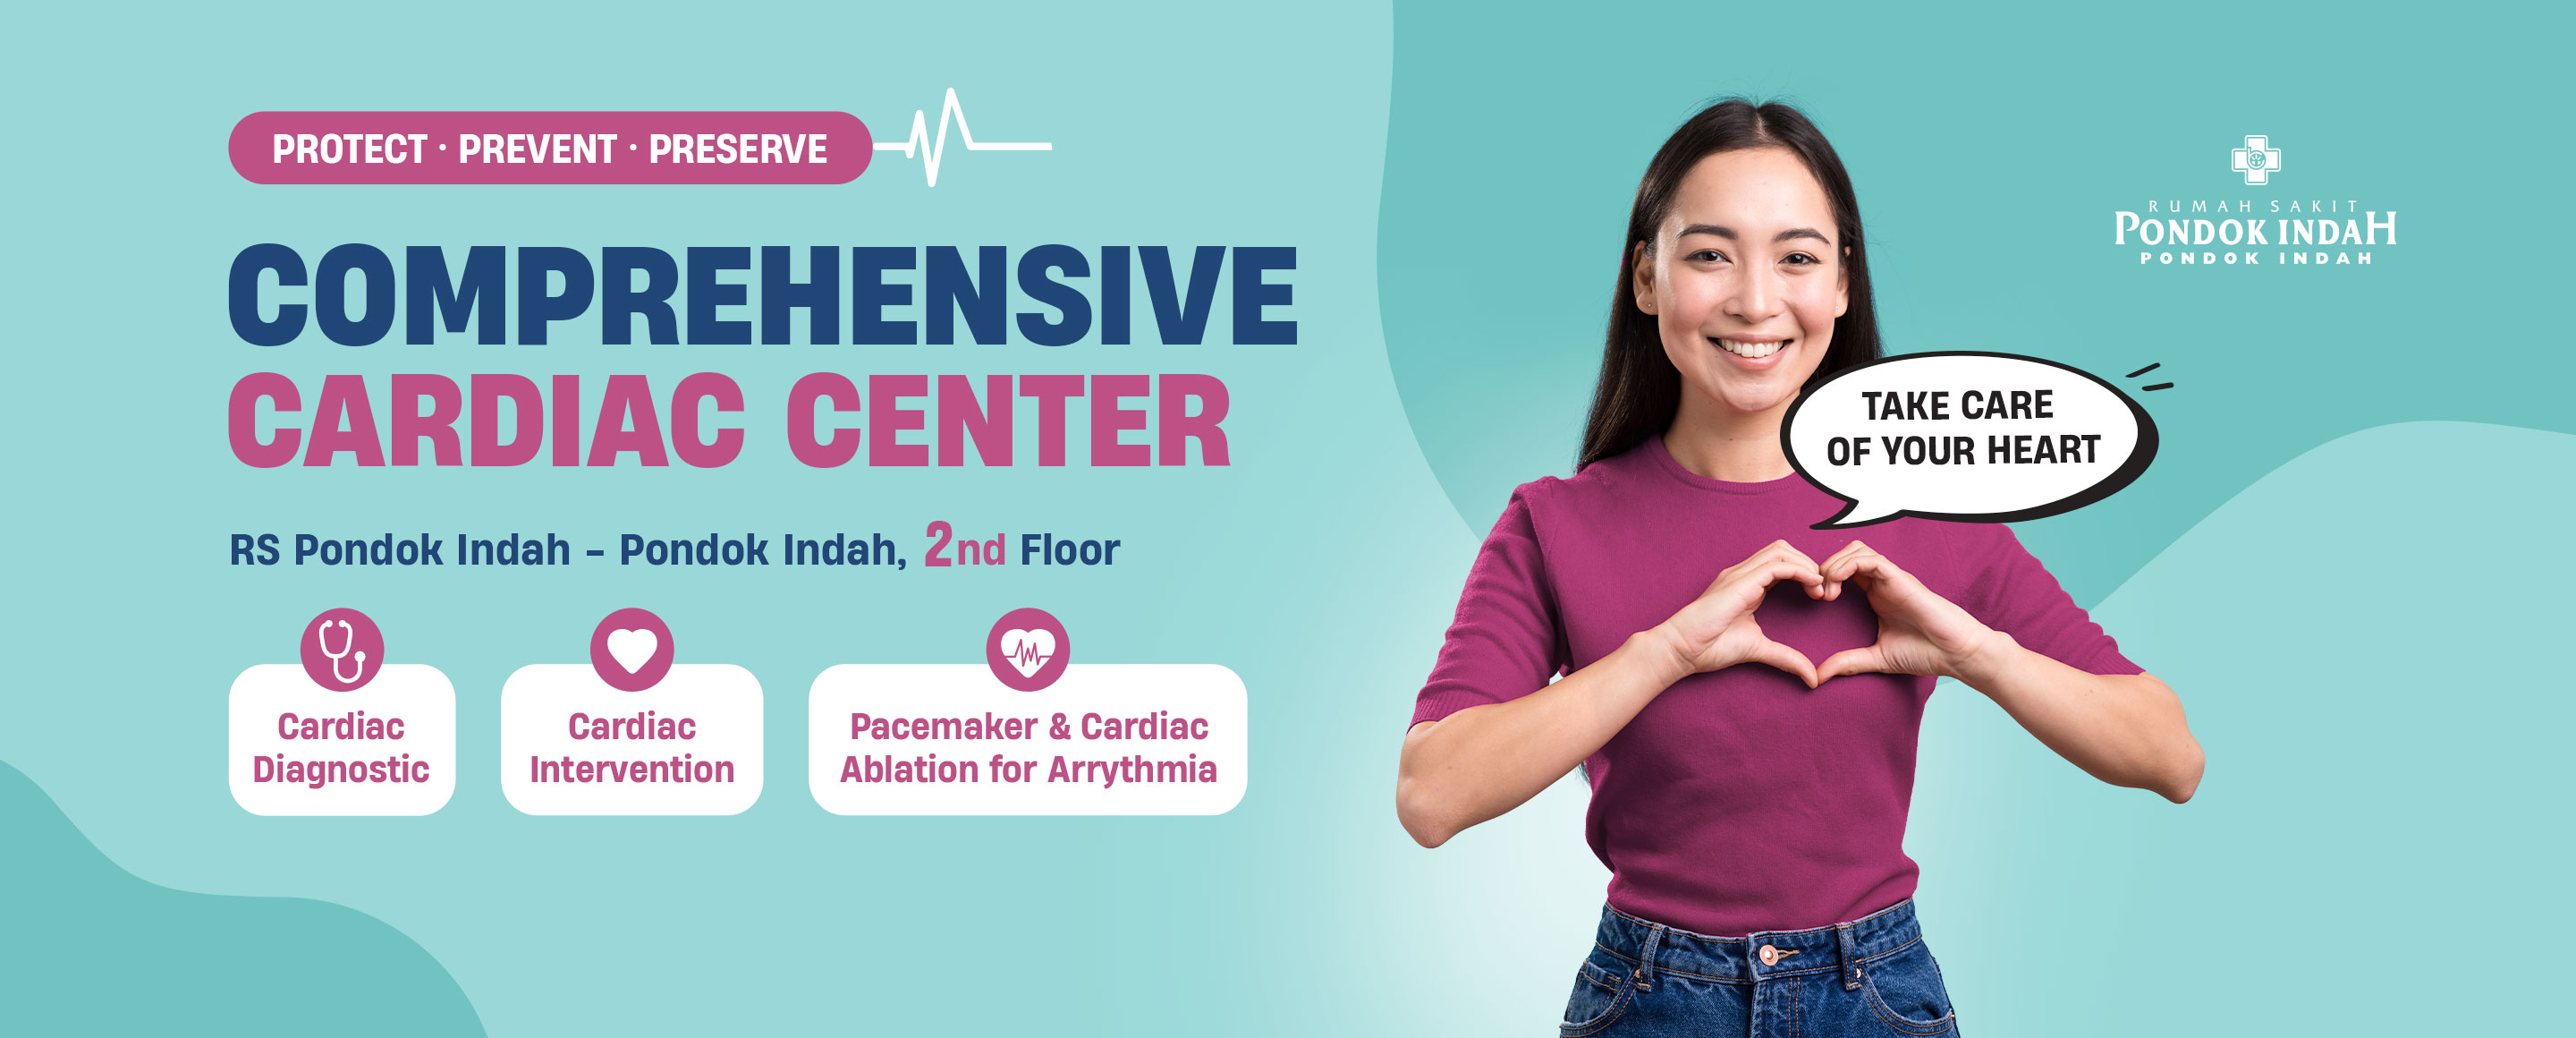 PROTECT · PREVENT · PRESERVE
COMPREHENSIVE
CARDIAC CENTER
RS Pondok Indah – Pondok Indah, 2nd Floor
Cardiac
Diagnostic
Cardiac
Intervention
Pacemaker & Cardiac
Ablation for Arrythmia
TAKE CARE
OF YOUR HEART
RUMAH SAKIT
PONDOK INDAH
PONDOK INDAH